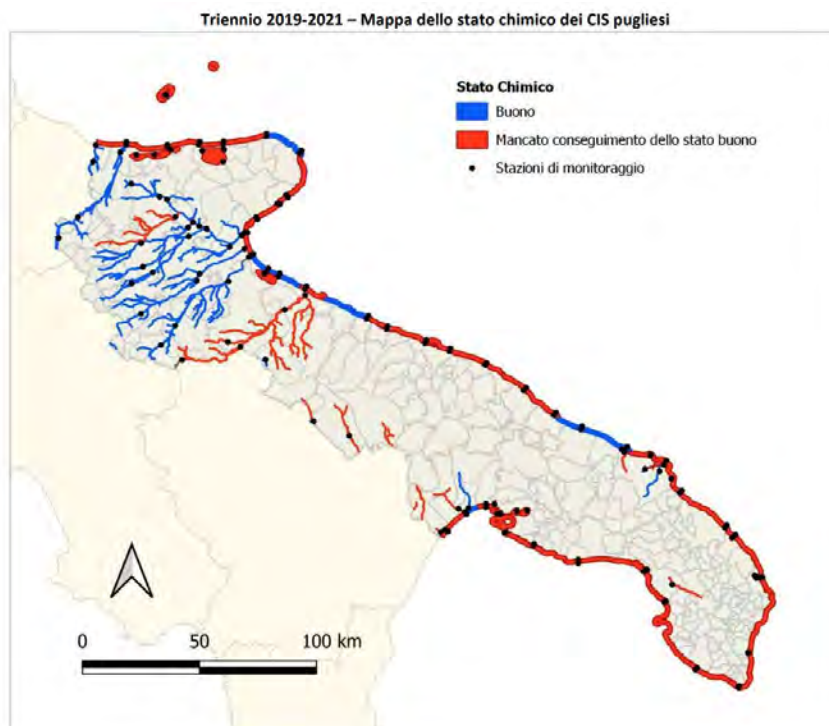 Triennio 2019-2021 – Mappa dello stato chimico dei CIS pugliesi
Stato Chimico
Buono
Mancato conseguimento dello stato buono
Stazioni di monitoraggio
0 50 100 km